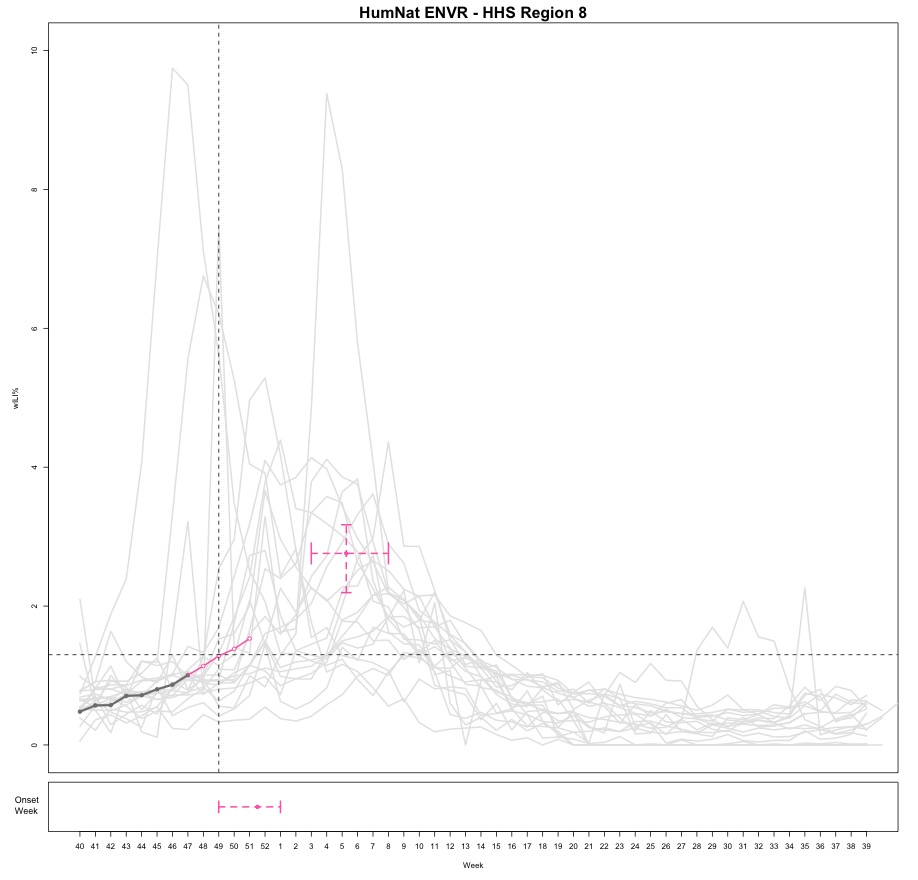 HumNat ENVR - HHS Region 8
10
8
6
4
2
0
wILI%
Onset
Week
40 41 42 43 44 45 46 47 48 49 50 51 52 1 2 3 4 5 6 7 8 9 10 11 12 13 14 15 16 17 18 19 20 21 22 23 24 25 26 27 28 29 30 31 32 33 34 35 36 37 38 39
Week